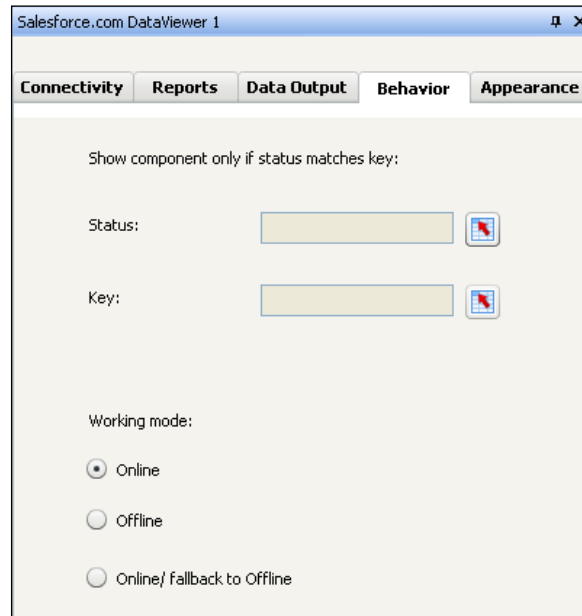 Salesforce.com DataViewer 1
Connectivity Reports Data Output Behavior Appearance
Show component only if status matches key:
Status:
Key:
Working mode:
Online
Offline
Online/ fallback to Offline